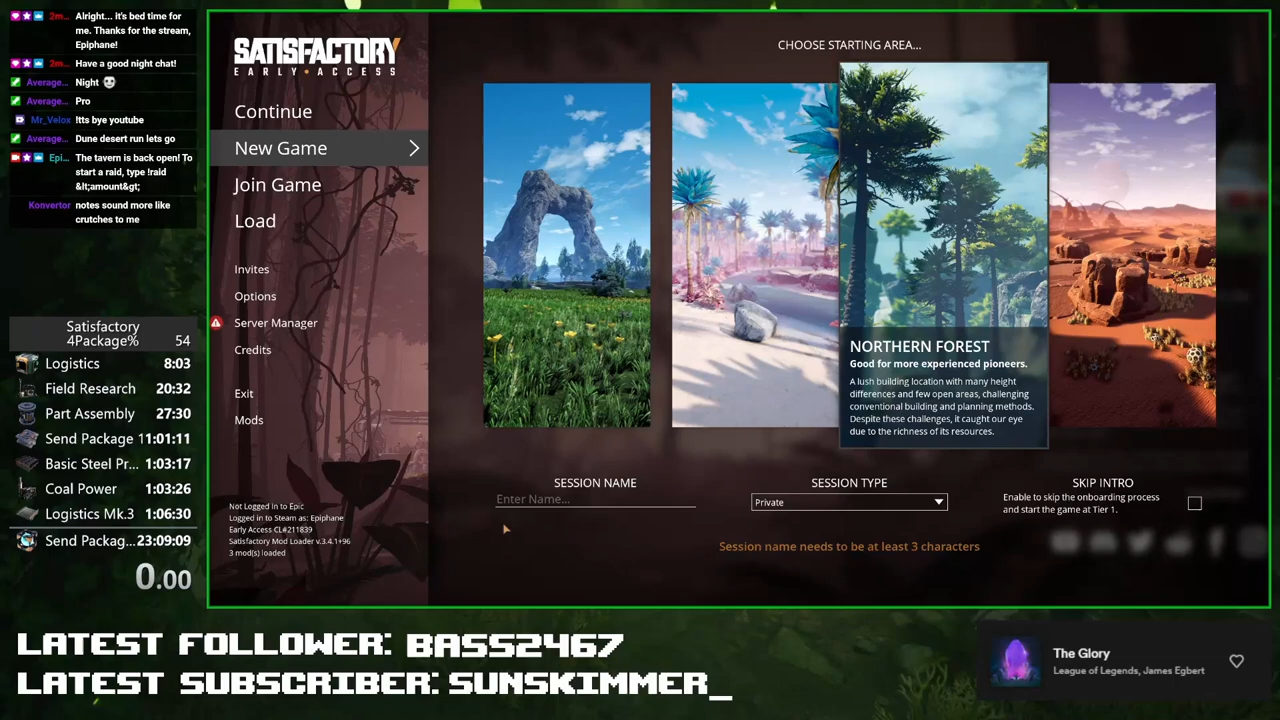 2m... Alright... it's bed time for
me. Thanks for the stream,
Epiphane!
2m... Have a good night chat!
Average... Night
Average... Pro
Mr_Velox !tts bye youtube
Average... Dune desert run lets go
Epi... The tavern is back open! To
start a raid, type !raid
&lt;amount&gt;
Konvertor notes sound more like
crutches to me
Satisfactory
4Package% 54
Logistics 8:03
Field Research 20:32
Part Assembly 27:30
Send Package 1 1:01:11
Basic Steel Pr... 1:03:17
Coal Power 1:03:26
Logistics Mk.3 1:06:30
Send Packag... 23:09:09
0.00
SATISFACTORY
EARLY ACCESS
Continue
New Game
Join Game
Load
Invites
Options
Server Manager
Credits
Exit
Mods
Not Logged In to Epic
Logged in to Steam as: Epiphane
Early Access CL#211839
Satisfactory Mod Loader v.3.4.1+96
3 mod(s) loaded
CHOOSE STARTING AREA...
NORTHERN FOREST
Good for more experienced pioneers.
A lush building location with many height
differences and few open areas, challenging
conventional building and planning methods.
Despite these challenges, it caught our eye
due to the richness of its resources.
SESSION NAME
Enter Name...
SESSION TYPE
Private
SKIP INTRO
Enable to skip the onboarding process
and start the game at Tier 1.
Session name needs to be at least 3 characters
LATEST FOLLOWER: BASS2467
LATEST SUBSCRIBER: SUNSKIMMER_
The Glory
League of Legends, James Egbert